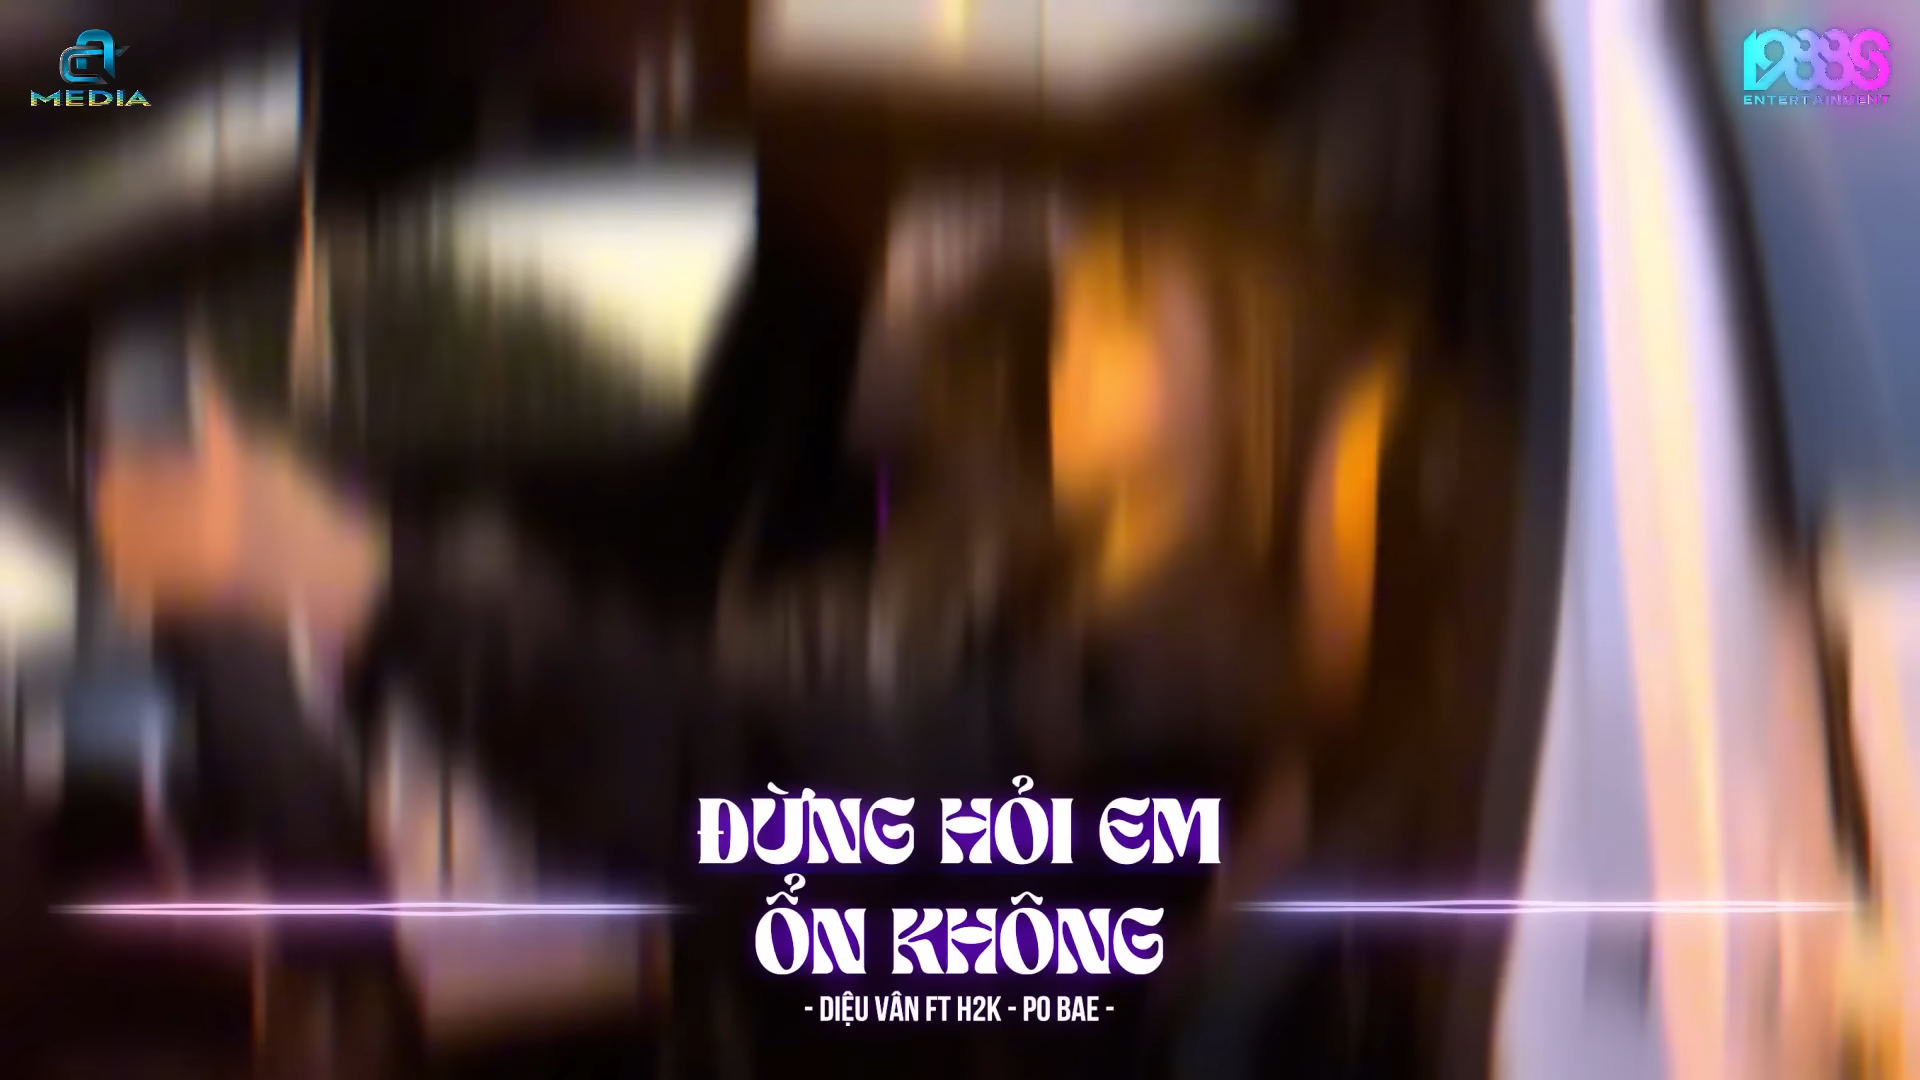 MEDIA
1988S
ENTERTAINMENT
ĐỪNG HỎI EM
ỔN KHÔNG
- DIỆU VÂN FT H2K - PO BAE -